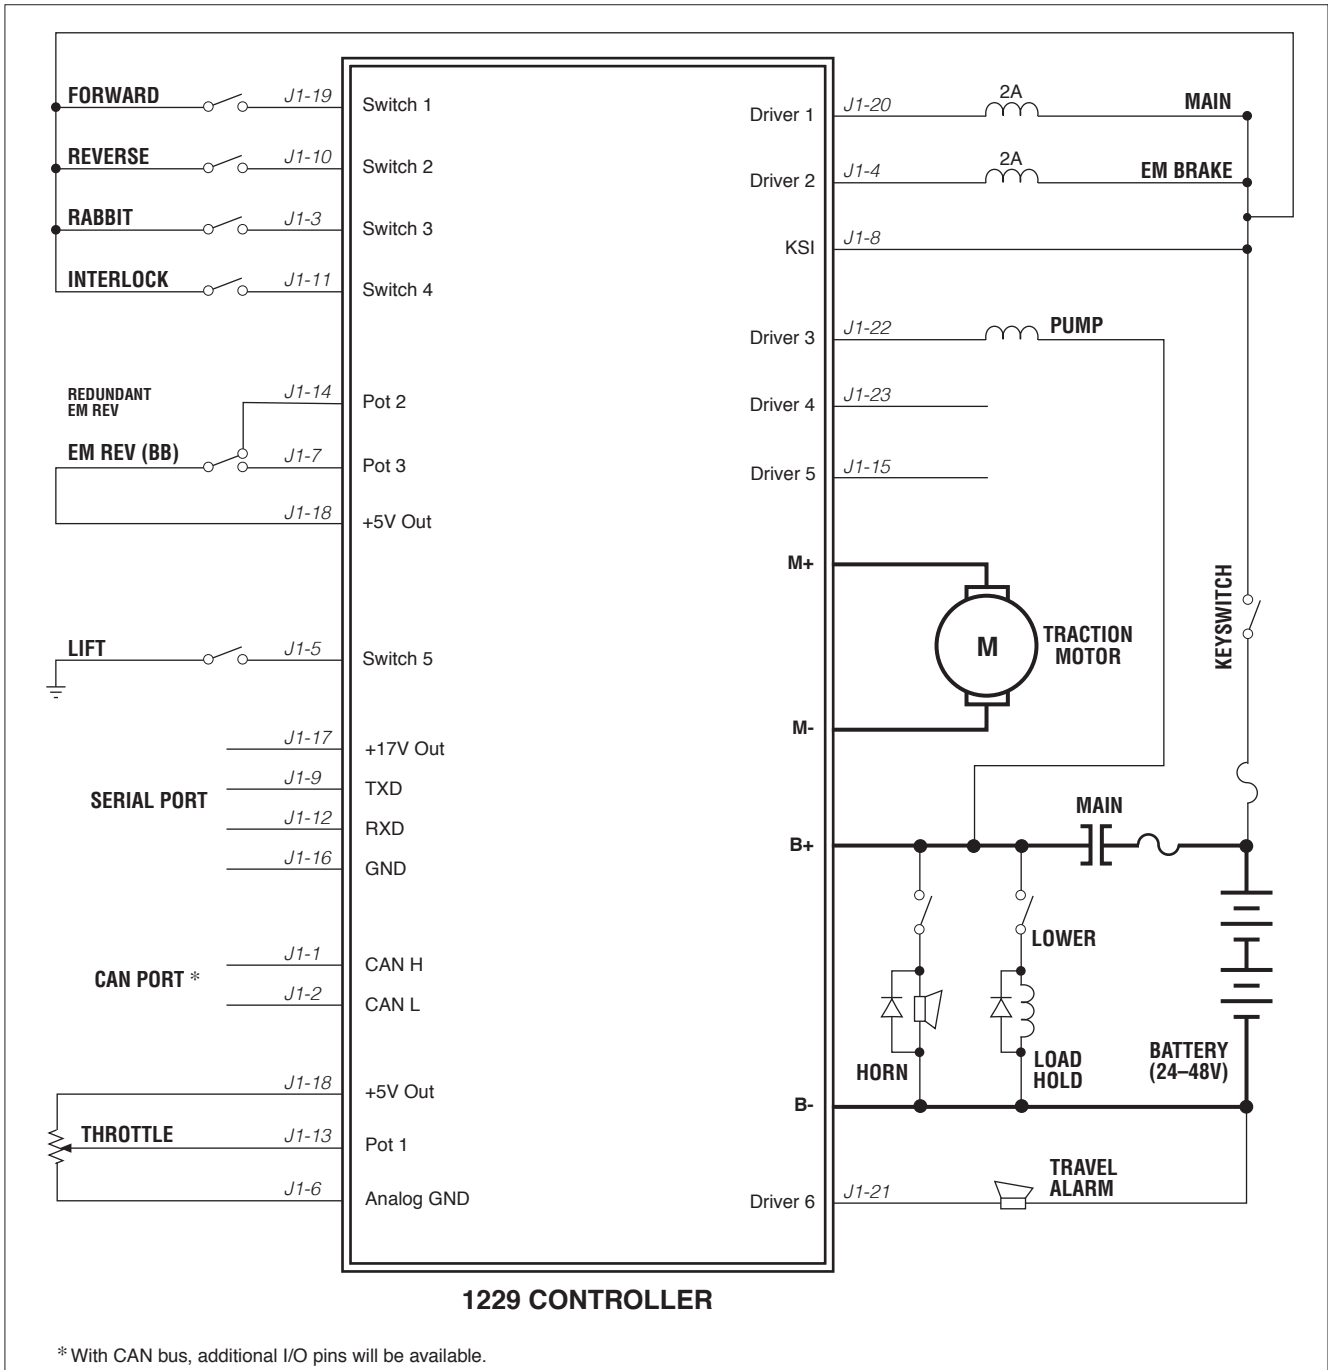 FORWARD
J1-19
Switch 1
REVERSE
J1-10
Switch 2
RABBIT
J1-3
Switch 3
INTERLOCK
J1-11
Switch 4
REDUNDANT
EM REV
J1-14
Pot 2
EM REV (BB)
J1-7
Pot 3
J1-18
+5V Out
LIFT
J1-5
Switch 5
SERIAL PORT
J1-17
+17V Out
J1-9
TXD
J1-12
RXD
J1-16
GND
CAN PORT *
J1-1
CAN H
J1-2
CAN L
J1-18
+5V Out
THROTTLE
J1-13
Pot 1
J1-6
Analog GND
Driver 1
J1-20
2A
MAIN
Driver 2
J1-4
2A
EM BRAKE
KSI
J1-8
Driver 3
J1-22
PUMP
Driver 4
J1-23
Driver 5
J1-15
M+
M
TRACTION
MOTOR
M-
KEYSWITCH
B+
MAIN
LOWER
HORN
LOAD
HOLD
BATTERY
(24–48V)
B-
Driver 6
J1-21
TRAVEL
ALARM
1229 CONTROLLER
* With CAN bus, additional I/O pins will be available.